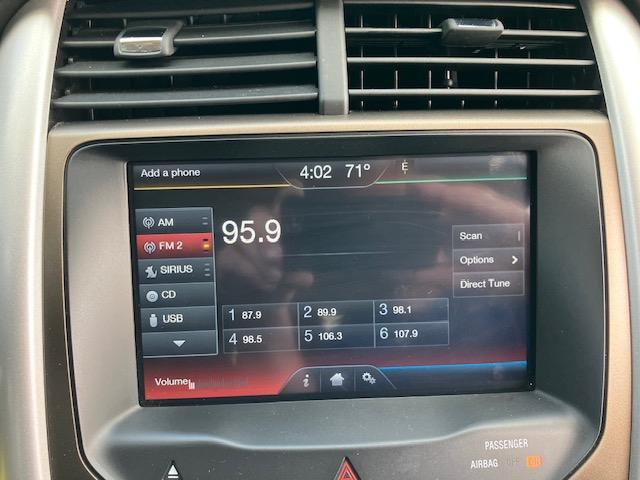 Add a phone 4:02 71° E
AM
FM 2
SIRIUS
CD
USB
95.9
Scan
Options >
Direct Tune
1 87.9 2 89.9 3 98.1
4 98.5 5 106.3 6 107.9
Volume i
PASSENGER
AIRBAG OFF ON